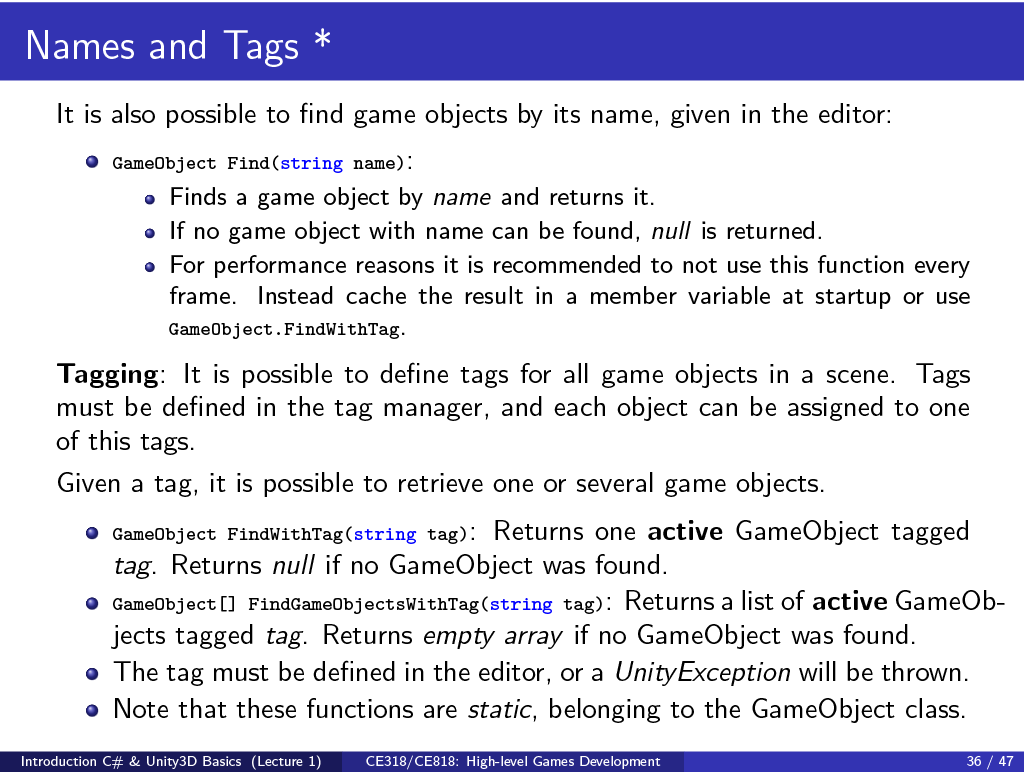 Names and Tags *
It is also possible to find game objects by its name, given in the editor:
GameObject Find(string name):
Finds a game object by name and returns it.
If no game object with name can be found, null is returned.
For performance reasons it is recommended to not use this function every
frame. Instead cache the result in a member variable at startup or use
GameObject.FindWithTag.
Tagging: It is possible to define tags for all game objects in a scene. Tags
must be defined in the tag manager, and each object can be assigned to one
of this tags.
Given a tag, it is possible to retrieve one or several game objects.
GameObject FindWithTag(string tag): Returns one active GameObject tagged
tag. Returns null if no GameObject was found.
GameObject[] FindGameObjectsWithTag(string tag): Returns a list of active GameOb-
jects tagged tag. Returns empty array if no GameObject was found.
The tag must be defined in the editor, or a UnityException will be thrown.
Note that these functions are static, belonging to the GameObject class.
Introduction C# & Unity3D Basics (Lecture 1) CE318/CE818: High-level Games Development 36 / 47